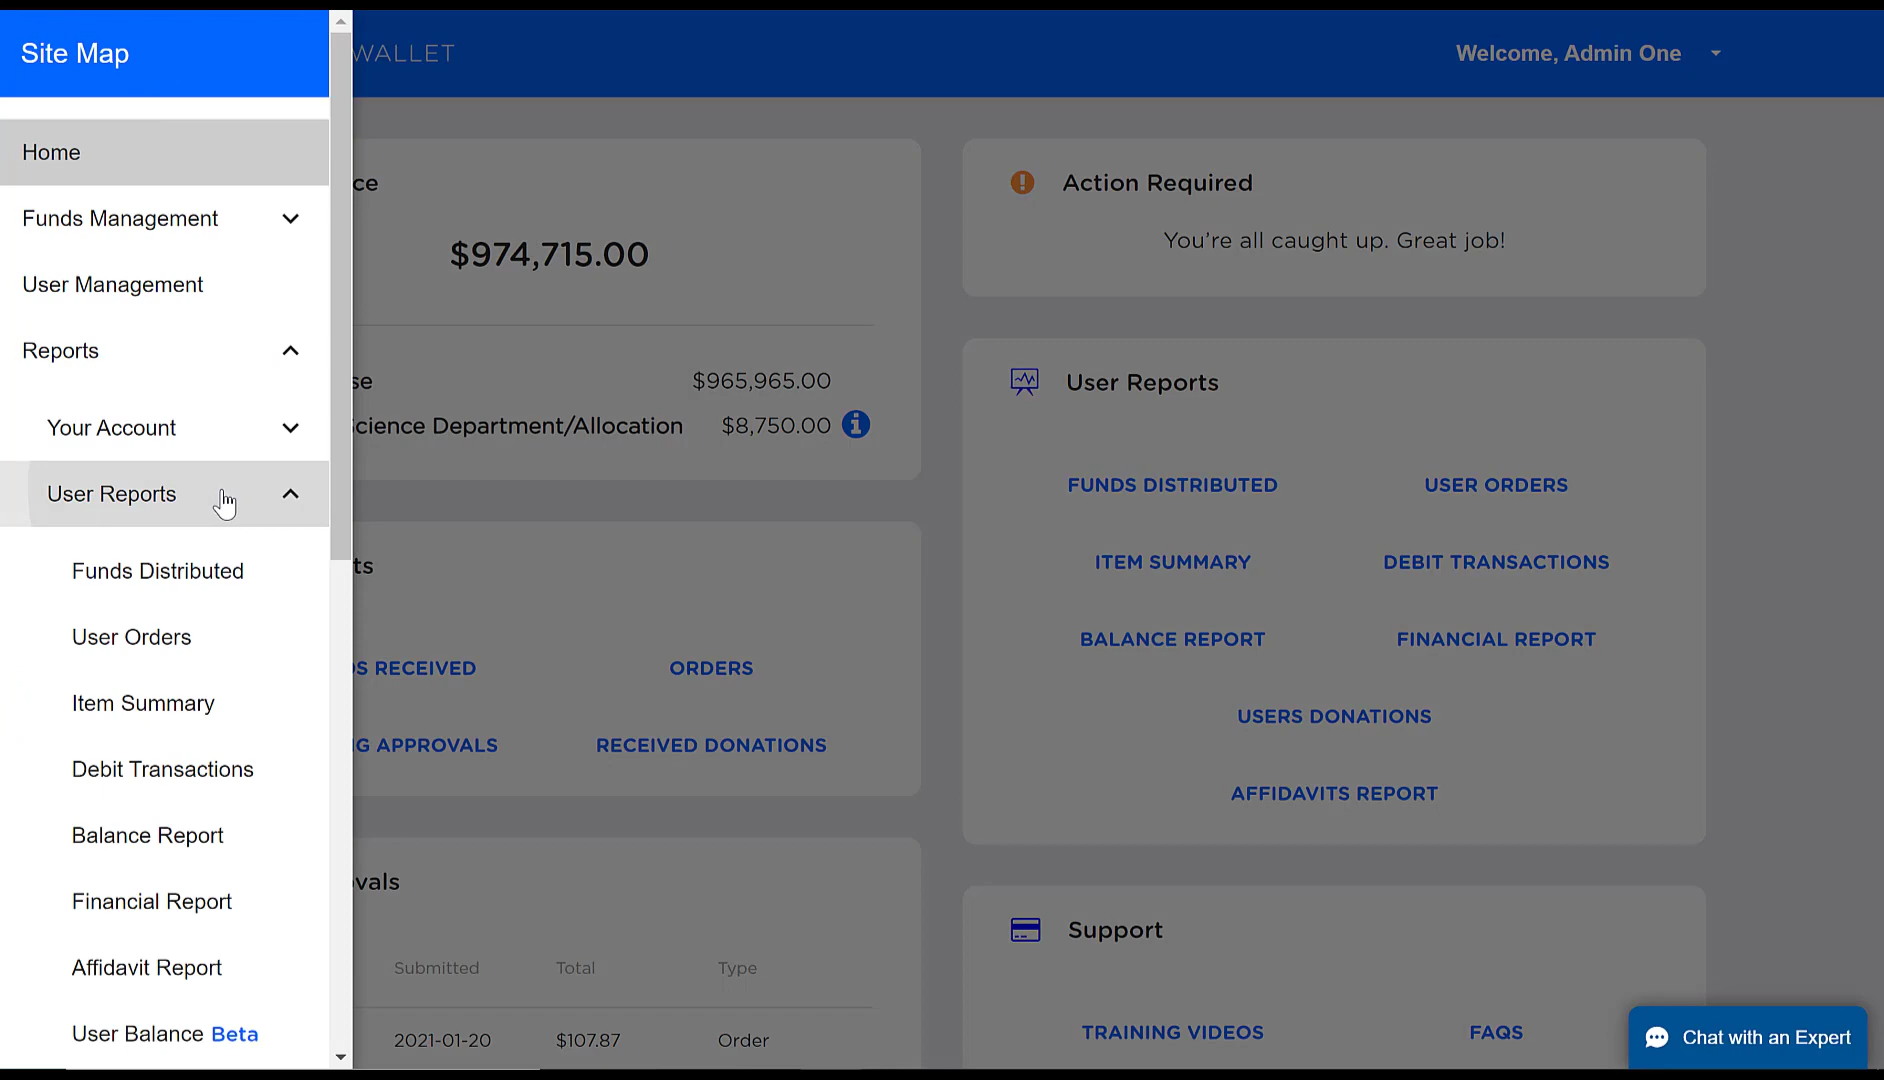 Site Map
WALLET
Welcome, Admin One
Home
Funds Management
User Management
Reports
Your Account
User Reports
Funds Distributed
User Orders
Item Summary
Debit Transactions
Balance Report
Financial Report
Affidavit Report
User Balance Beta
ce
$974,715.00
se $965,965.00
Science Department/Allocation $8,750.00
ts
S RECEIVED ORDERS
G APPROVALS RECEIVED DONATIONS
vals
Submitted Total Type
2021-01-20 $107.87 Order
Action Required
You're all caught up. Great job!
User Reports
FUNDS DISTRIBUTED USER ORDERS
ITEM SUMMARY DEBIT TRANSACTIONS
BALANCE REPORT FINANCIAL REPORT
USERS DONATIONS
AFFIDAVITS REPORT
Support
TRAINING VIDEOS FAQS
Chat with an Expert